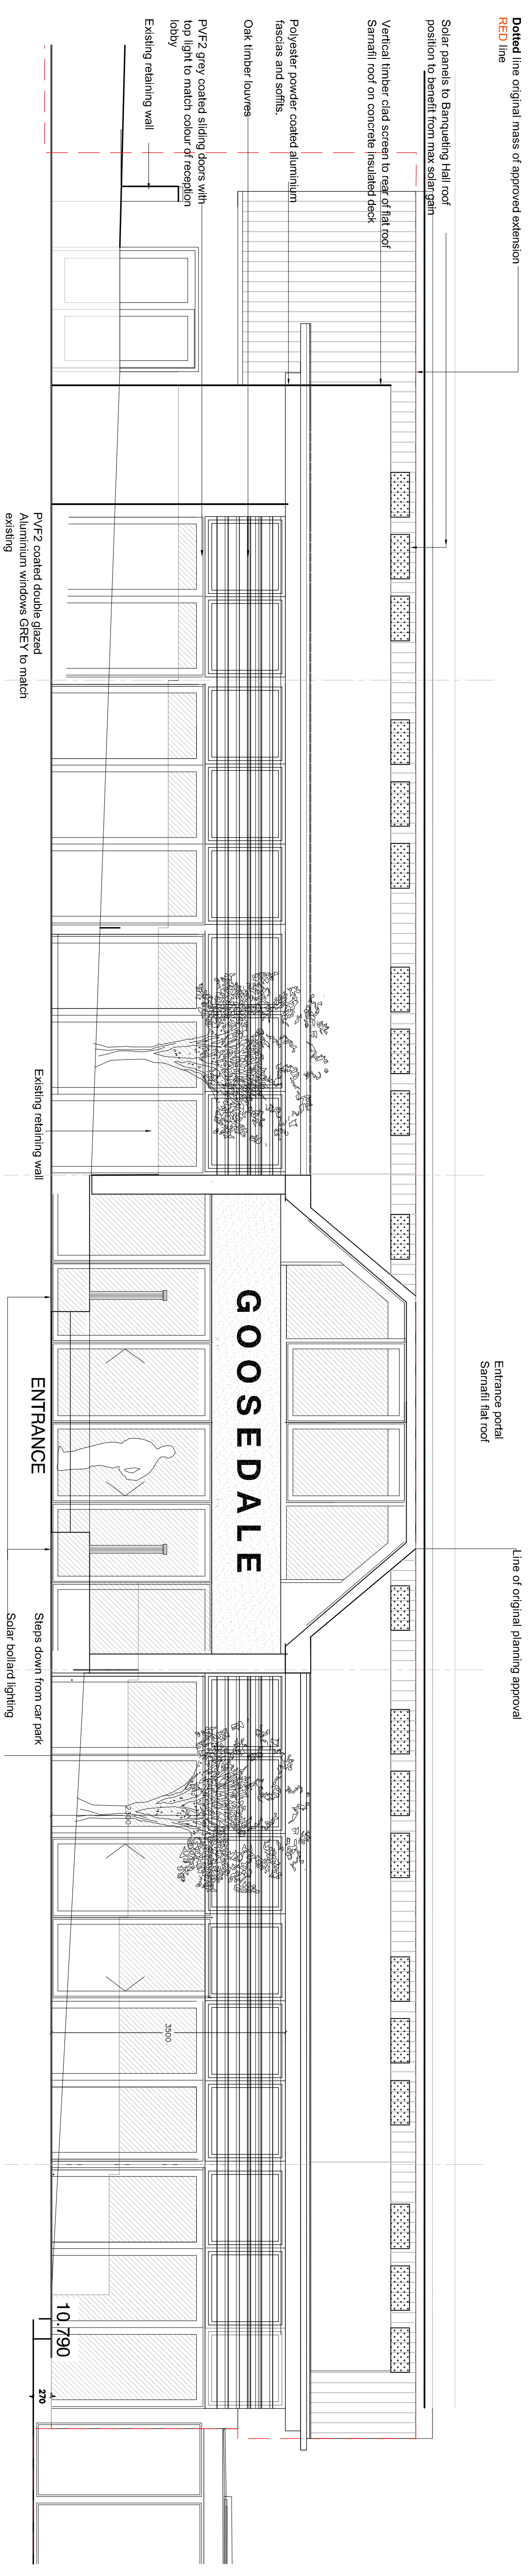 Dotted line original mass of approved extension
RED line
Solar panels to Banqueting Hall roof
position to benefit from max solar gain
Vertical timber clad screen to rear of flat roof
Sarnafil roof on concrete insulated deck
Polyester powder coated aluminium
fascias and soffits.
Oak timber louvres
PVF2 grey coated sliding doors with
top light to match colour of reception
lobby
Existing retaining wall
PVF2 coated double glazed
Aluminium windows GREY to match
existing
Existing retaining wall
Entrance portal
Sarnafil flat roof
GOOSEDALE
ENTRANCE
Line of original planning approval
Steps down from car park
Solar bollard lighting
2300
3500
10.790
270